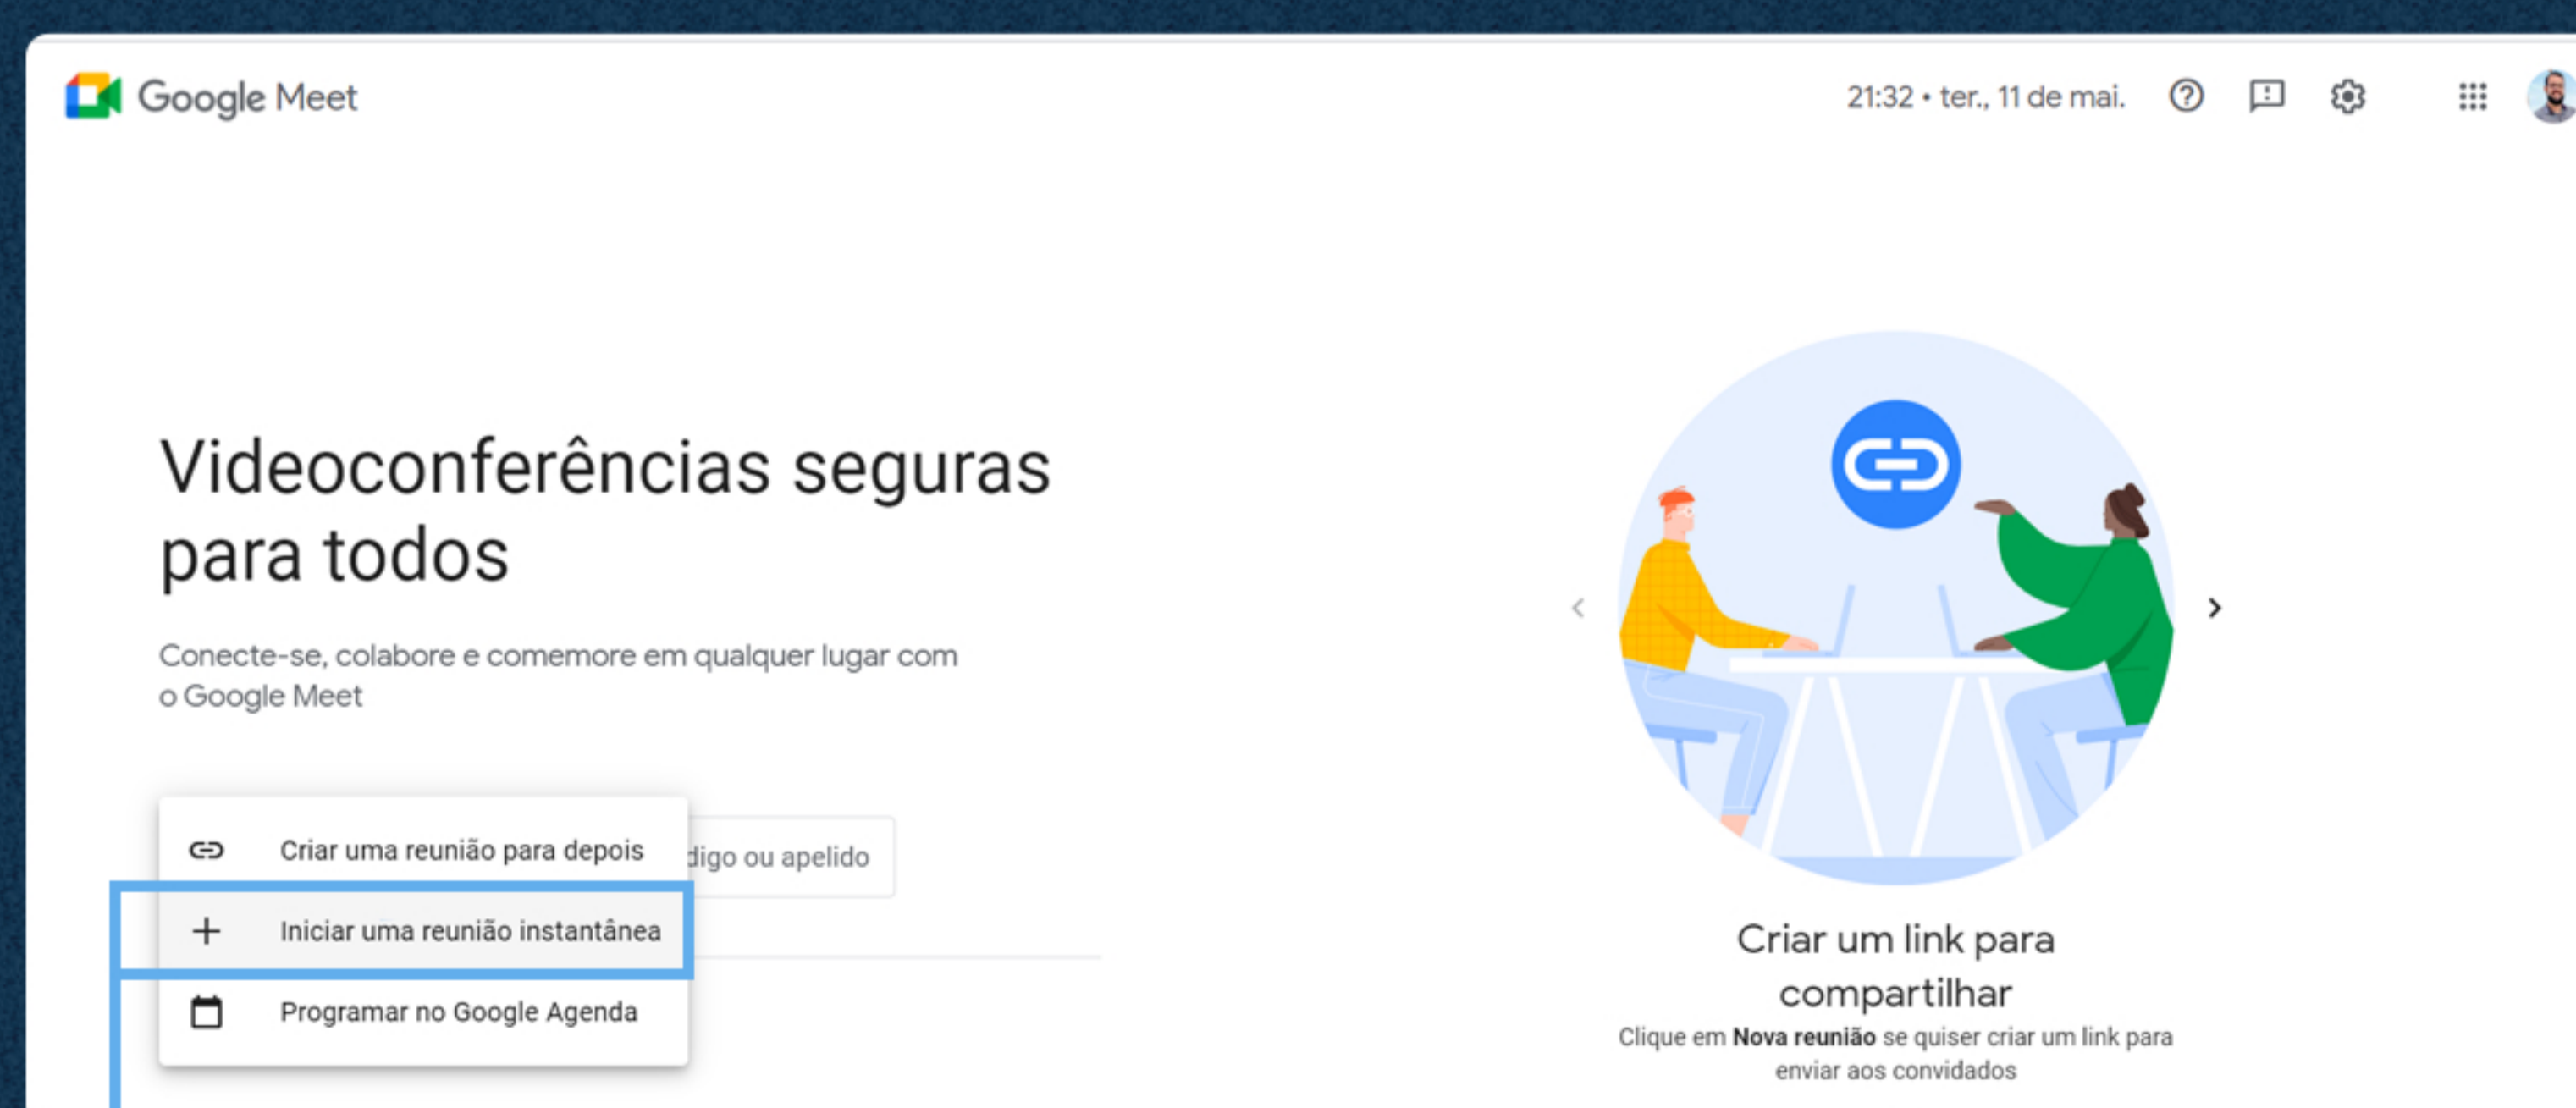 Google Meet
21:32 • ter., 11 de mai.
Videoconferências seguras
para todos
Conecte-se, colabore e comemore em qualquer lugar com
o Google Meet
Criar uma reunião para depois
digo ou apelido
Iniciar uma reunião instantânea
Programar no Google Agenda
Criar um link para
compartilhar
Clique em Nova reunião se quiser criar um link para
enviar aos convidados